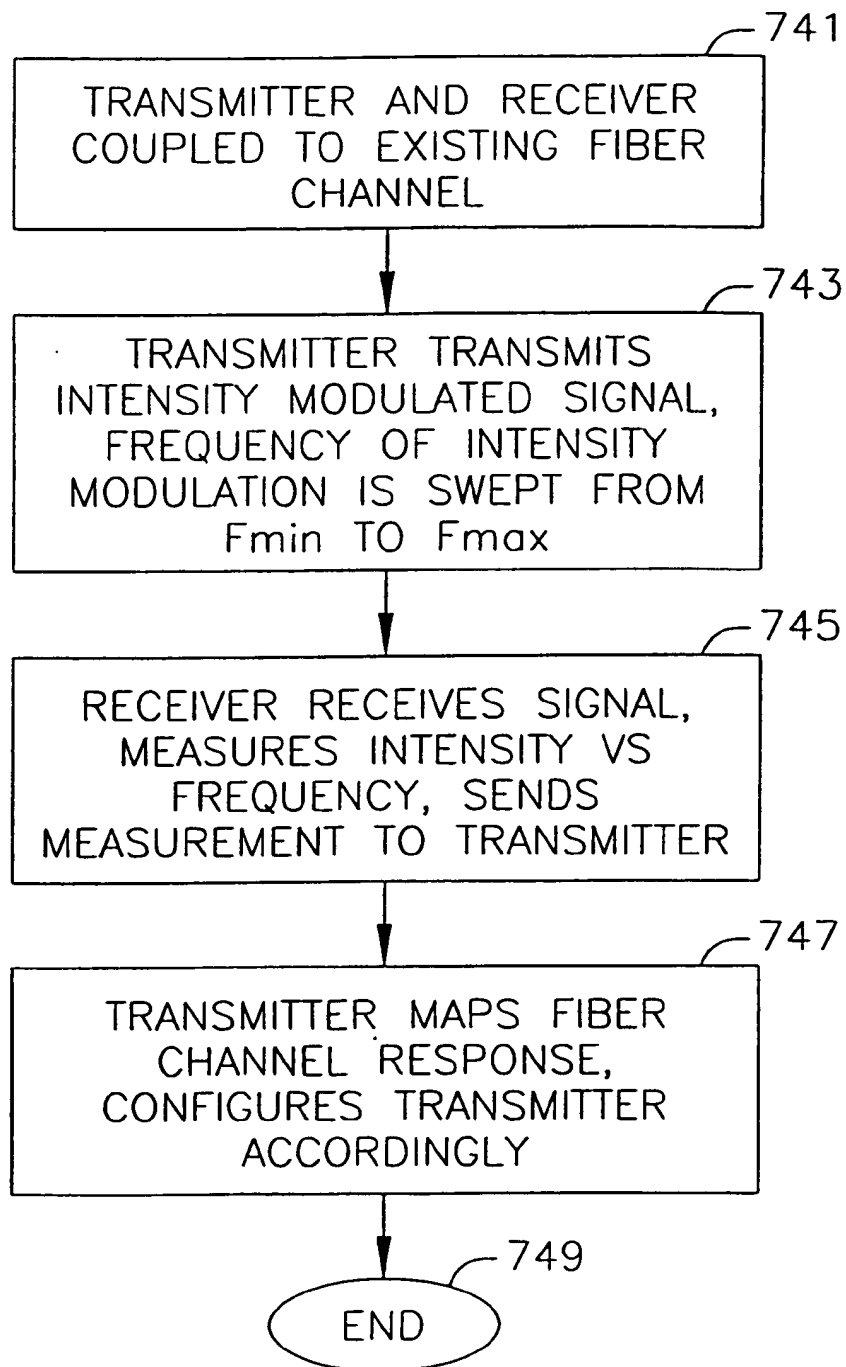 741
TRANSMITTER AND RECEIVER
COUPLED TO EXISTING FIBER
CHANNEL
743
TRANSMITTER TRANSMITS
INTENSITY MODULATED SIGNAL,
FREQUENCY OF INTENSITY
MODULATION IS SWEPT FROM
Fmin TO Fmax
745
RECEIVER RECEIVES SIGNAL,
MEASURES INTENSITY VS
FREQUENCY, SENDS
MEASUREMENT TO TRANSMITTER
747
TRANSMITTER MAPS FIBER
CHANNEL RESPONSE,
CONFIGURES TRANSMITTER
ACCORDINGLY
749
END